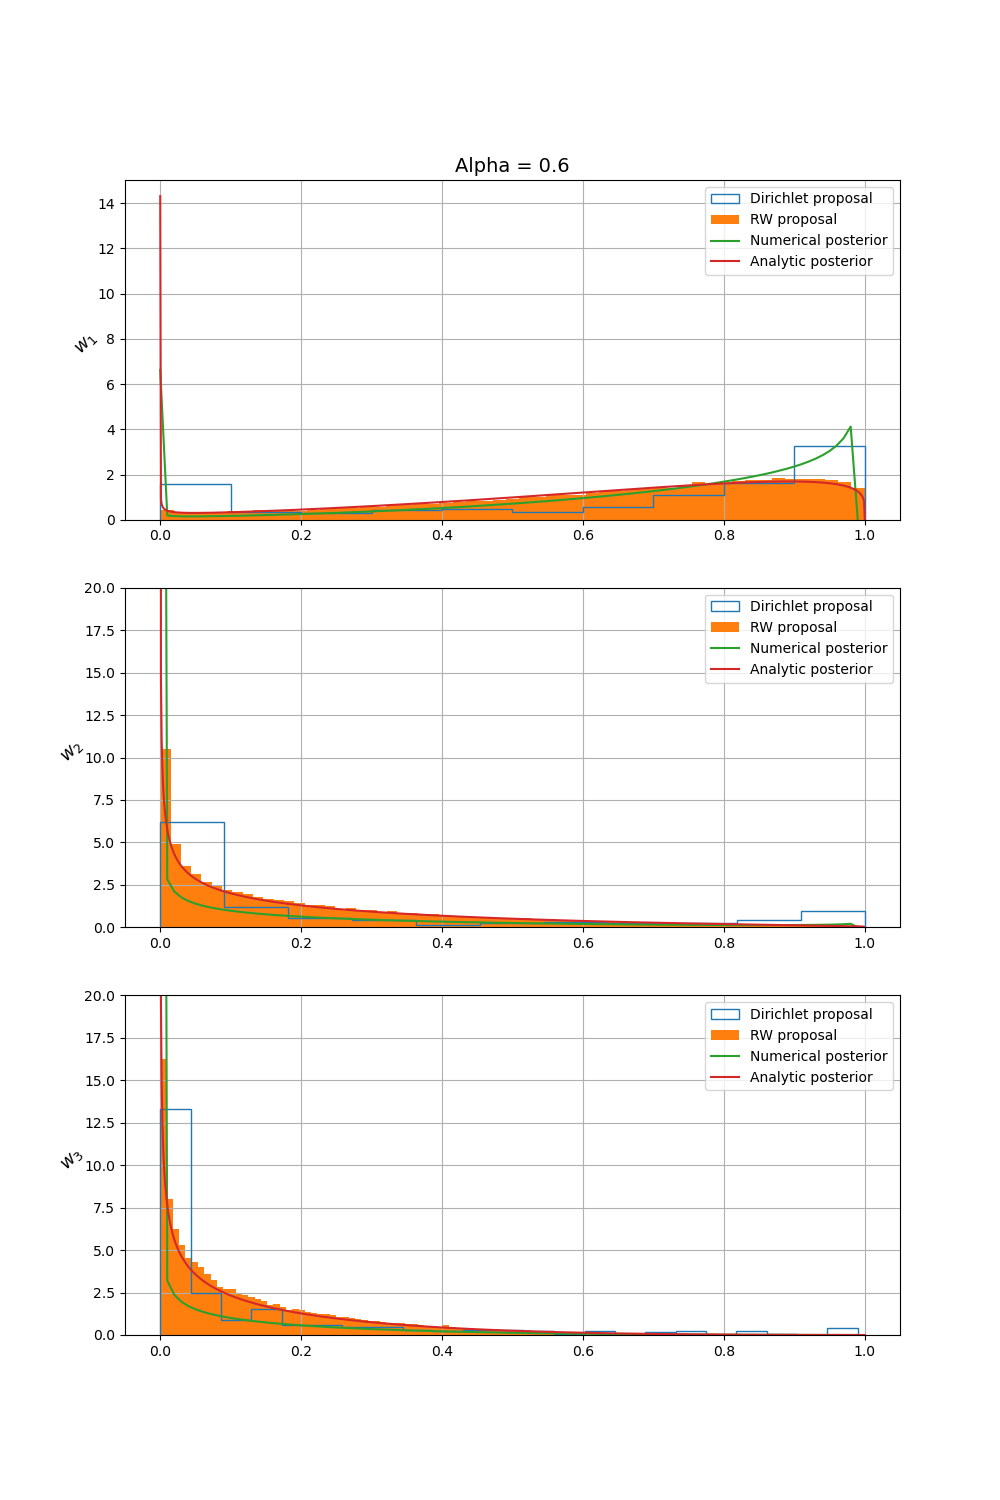 Alpha = 0.6
14
12
10
8
6
4
2
0
w₁
Dirichlet proposal
RW proposal
Numerical posterior
Analytic posterior
0.0 0.2 0.4 0.6 0.8 1.0
20.0
17.5
15.0
12.5
10.0
7.5
5.0
2.5
0.0
w₂
Dirichlet proposal
RW proposal
Numerical posterior
Analytic posterior
0.0 0.2 0.4 0.6 0.8 1.0
20.0
17.5
15.0
12.5
10.0
7.5
5.0
2.5
0.0
w₃
Dirichlet proposal
RW proposal
Numerical posterior
Analytic posterior
0.0 0.2 0.4 0.6 0.8 1.0